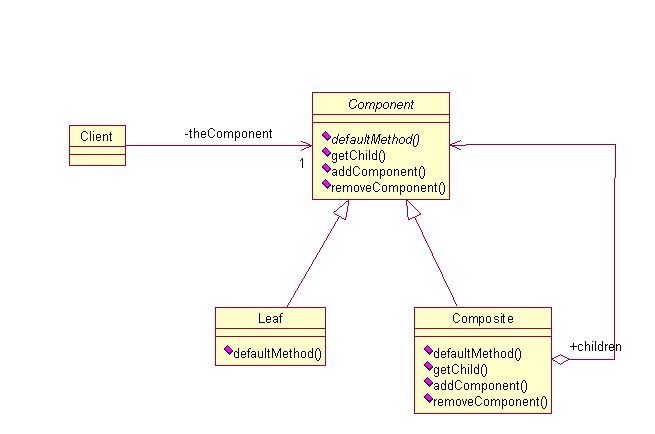 Component
Client
-theComponent
1
defaultMethod()
getChild()
addComponent()
removeComponent()
Leaf
defaultMethod()
Composite
defaultMethod()
getChild()
addComponent()
removeComponent()
+children